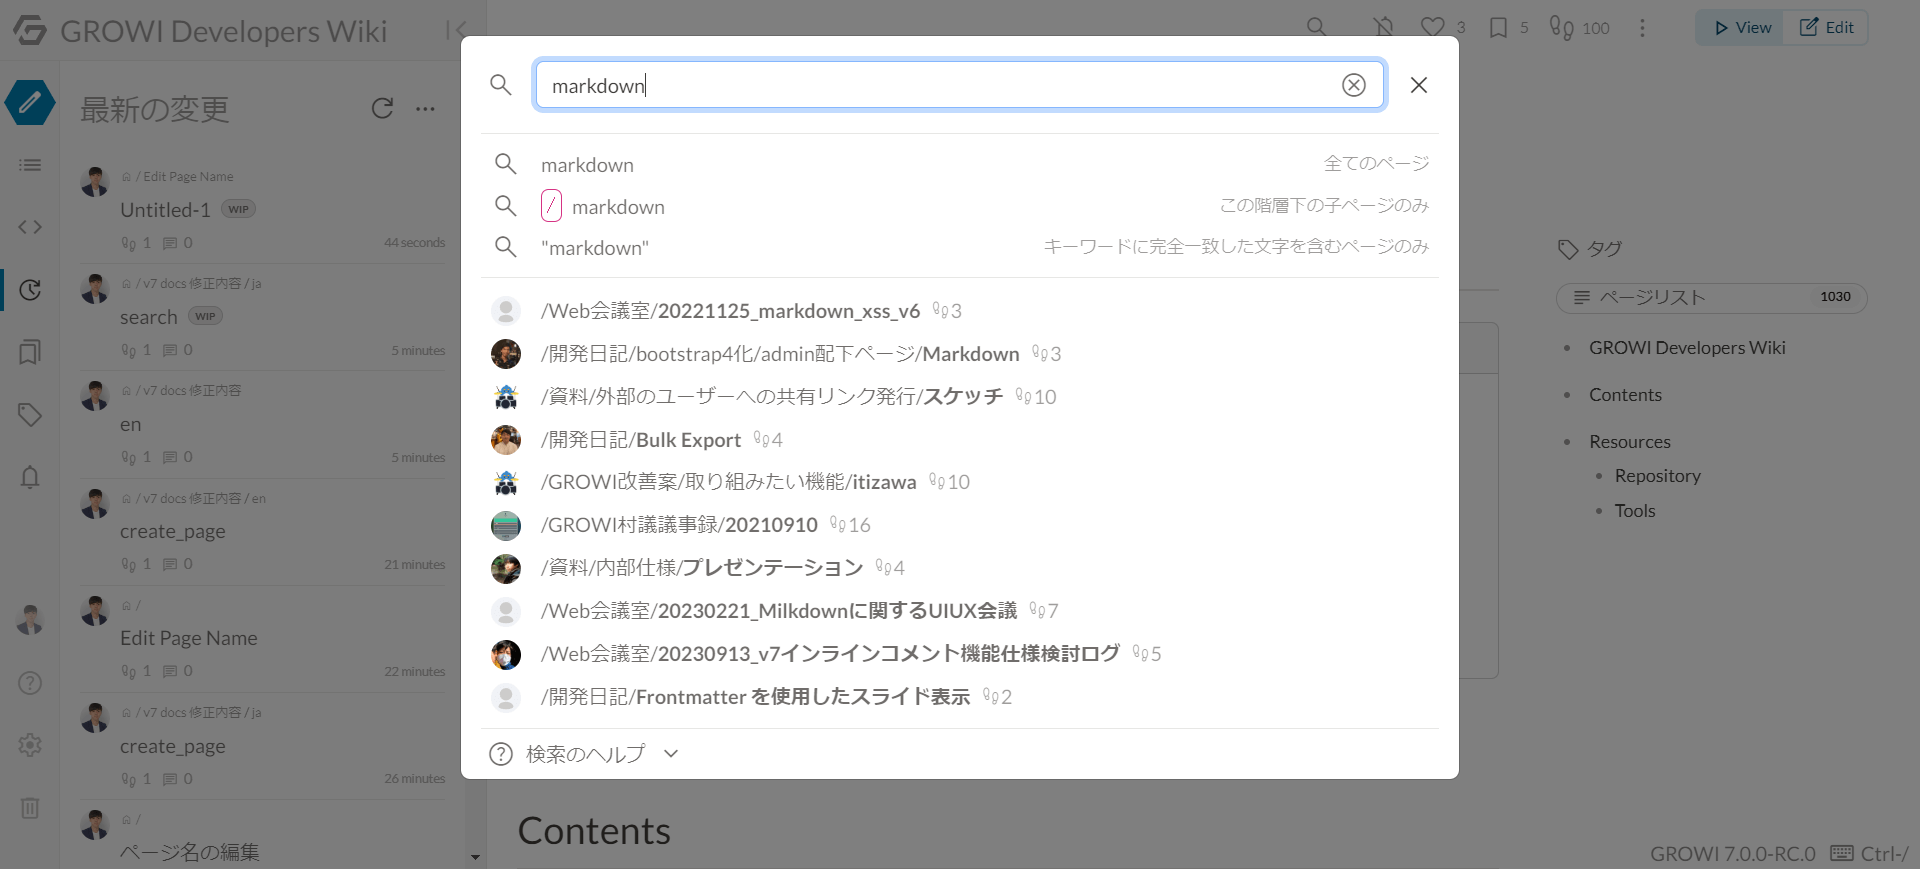 GROWI Developers Wiki
3
5
100
View
Edit
最新の変更
/ Edit Page Name
Untitled-1 WIP
1 0 44 seconds
/ v7 docs 修正内容 / ja
search WIP
1 0 5 minutes
/ v7 docs 修正内容
en
1 0 5 minutes
/ v7 docs 修正内容 / en
create_page
1 0 21 minutes
/
Edit Page Name
1 0 22 minutes
/ v7 docs 修正内容 / ja
create_page
1 0 26 minutes
/
ページ名の編集
markdown
markdown 全てのページ
/ markdown この階層下の子ページのみ
"markdown" キーワードに完全一致した文字を含むページのみ
/Web会議室/20221125_markdown_xss_v6 3
/開発日記/bootstrap4化/admin配下ページ/Markdown 3
/資料/外部のユーザーへの共有リンク発行/スケッチ 10
/開発日記/Bulk Export 4
/GROWI改善案/取り組みたい機能/itizawa 10
/GROWI村議議事録/20210910 16
/資料/内部仕様/プレゼンテーション 4
/Web会議室/20230221_Milkdownに関するUIUX会議 7
/Web会議室/20230913_v7インラインコメント機能仕様検討ログ 5
/開発日記/Frontmatter を使用したスライド表示 2
検索のヘルプ
Contents
タグ
ページリスト 1030
GROWI Developers Wiki
Contents
Resources
Repository
Tools
GROWI 7.0.0-RC.0 Ctrl-/